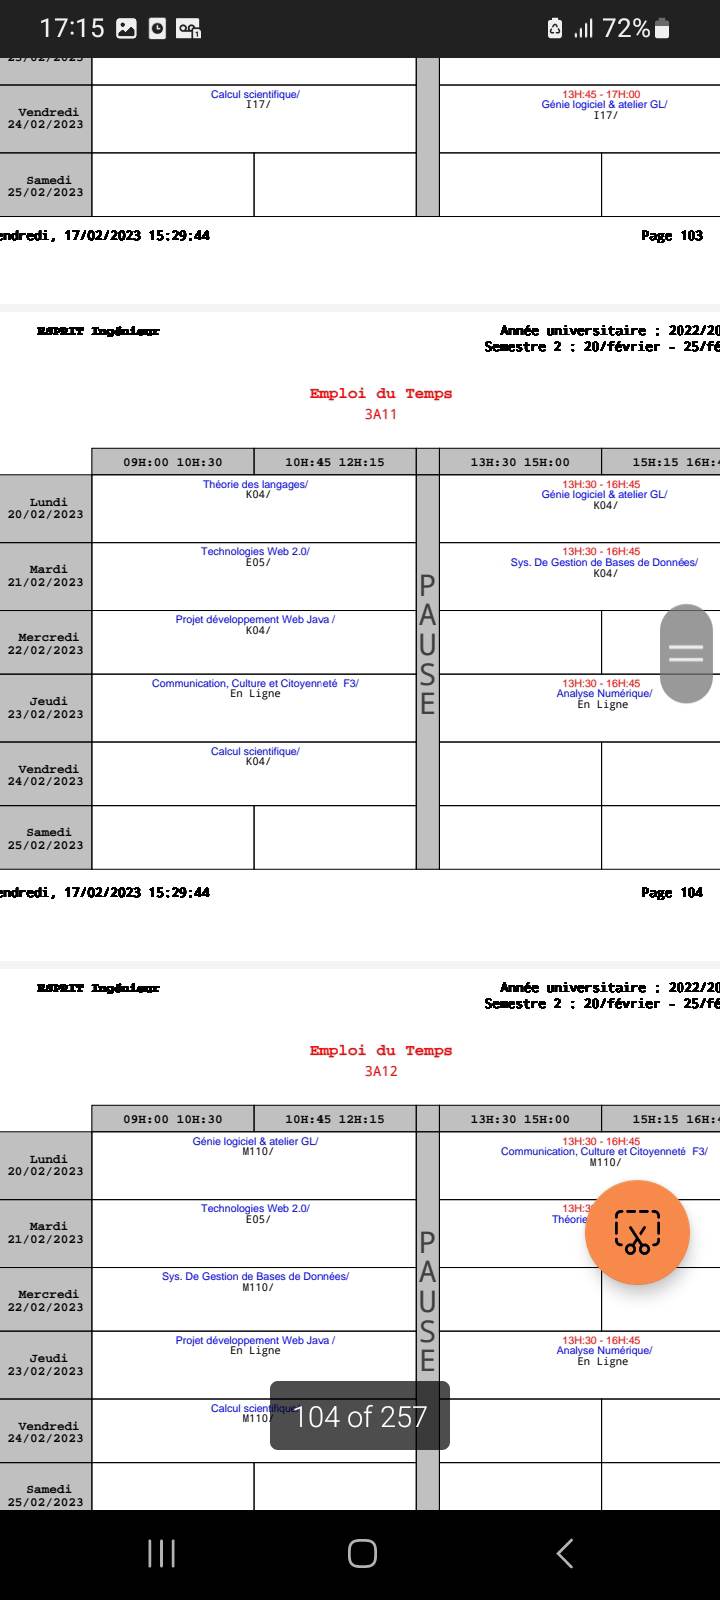 17:15
72%
Vendredi
24/02/2023
Calcul scientifique/
I17/
13H:45 - 17H:00
Génie logiciel & atelier GL/
I17/
Samedi
25/02/2023
endredi, 17/02/2023 15:29:44
Page 103
ESPRIT Ingénieur
Année universitaire : 2022/20
Semestre 2 : 20/février - 25/fé
Emploi du Temps
3A11
09H:00 10H:30
10H:45 12H:15
13H:30 15H:00
15H:15 16H:4
Lundi
20/02/2023
Théorie des langages/
K04/
13H:30 - 16H:45
Génie logiciel & atelier GL/
K04/
Mardi
21/02/2023
Technologies Web 2.0/
E05/
13H:30 - 16H:45
Sys. De Gestion de Bases de Données/
K04/
Mercredi
22/02/2023
Projet développement Web Java /
K04/
Jeudi
23/02/2023
Communication, Culture et Citoyenneté F3/
En Ligne
13H:30 - 16H:45
Analyse Numérique/
En Ligne
Vendredi
24/02/2023
Calcul scientifique/
K04/
Samedi
25/02/2023
PAUSE
endredi, 17/02/2023 15:29:44
Page 104
ESPRIT Ingénieur
Année universitaire : 2022/20
Semestre 2 : 20/février - 25/fé
Emploi du Temps
3A12
09H:00 10H:30
10H:45 12H:15
13H:30 15H:00
15H:15 16H:4
Lundi
20/02/2023
Génie logiciel & atelier GL/
M110/
13H:30 - 16H:45
Communication, Culture et Citoyenneté F3/
M110/
Mardi
21/02/2023
Technologies Web 2.0/
E05/
13H:3
Théorie
Mercredi
22/02/2023
Sys. De Gestion de Bases de Données/
M110/
Jeudi
23/02/2023
Projet développement Web Java /
En Ligne
13H:30 - 16H:45
Analyse Numérique/
En Ligne
Vendredi
24/02/2023
Calcul scientifique/
M110/
Samedi
25/02/2023
PAUSE
104 of 257